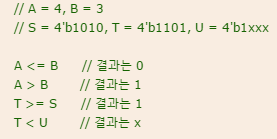 // A = 4, B = 3
// S = 4'b1010, T = 4'b1101, U = 4'b1xxx
A <= B // 결과는 0
A > B // 결과는 1
T >= S // 결과는 1
T < U // 결과는 x